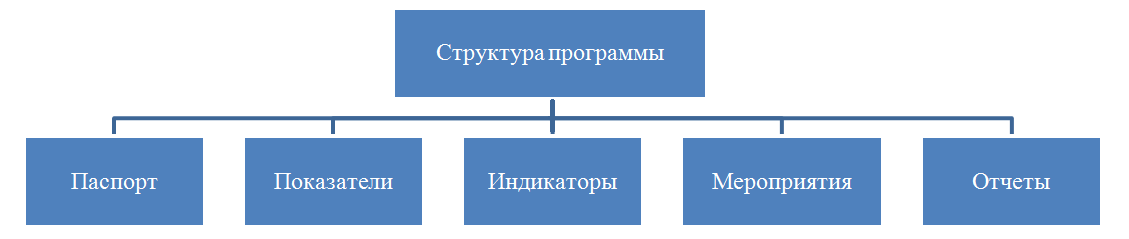 Структура программы
Паспорт
Показатели
Индикаторы
Мероприятия
Отчеты